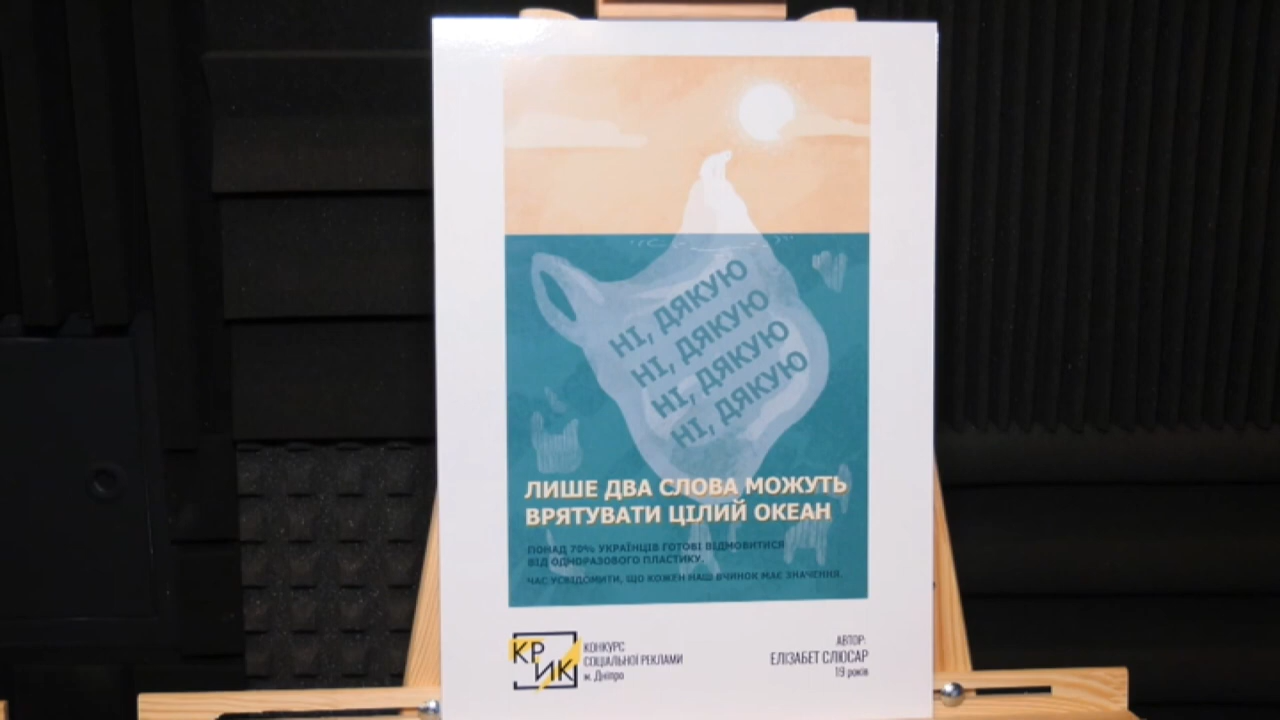 НІ, ДЯКУЮ
НІ, ДЯКУЮ
НІ, ДЯКУЮ
НІ, ДЯКУЮ
ЛИШЕ ДВА СЛОВА МОЖУТЬ
ВРЯТУВАТИ ЦІЛИЙ ОКЕАН
ПОНАД 70% УКРАЇНЦІВ ГОТОВІ ВІДМОВИТИСЯ
ВІД ОДНОРАЗОВОГО ПЛАСТИКУ.
ЧАС УСВІДОМИТИ, ЩО КОЖЕН НАШ ВЧИНОК МАЄ ЗНАЧЕННЯ.
КР
ИК
КОНКУРС
СОЦІАЛЬНОЇ РЕКЛАМИ
м. Дніпро
АВТОР:
ЕЛІЗАБЕТ СЛЮСАР
19 років